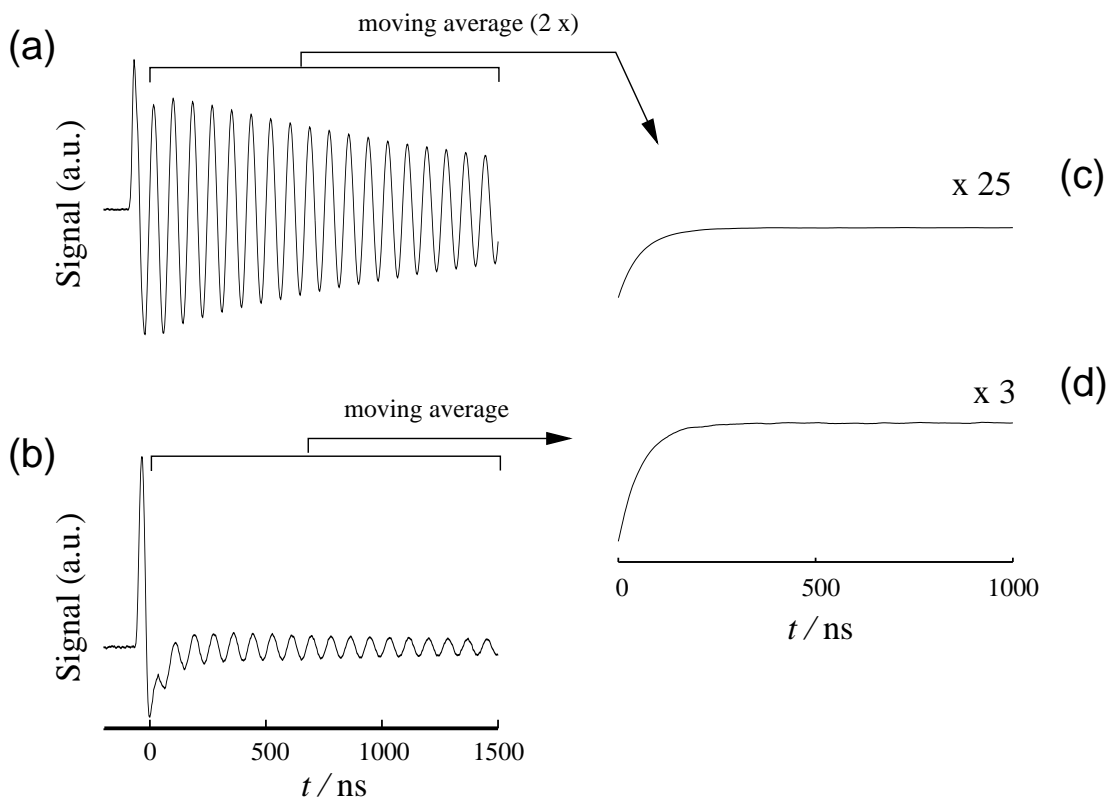 moving average (2 x)
(a)
Signal (a.u.)
x 25
(c)
moving average
x 3
(d)
(b)
Signal (a.u.)
0 500 1000
t / ns
0 500 1000 1500
t / ns